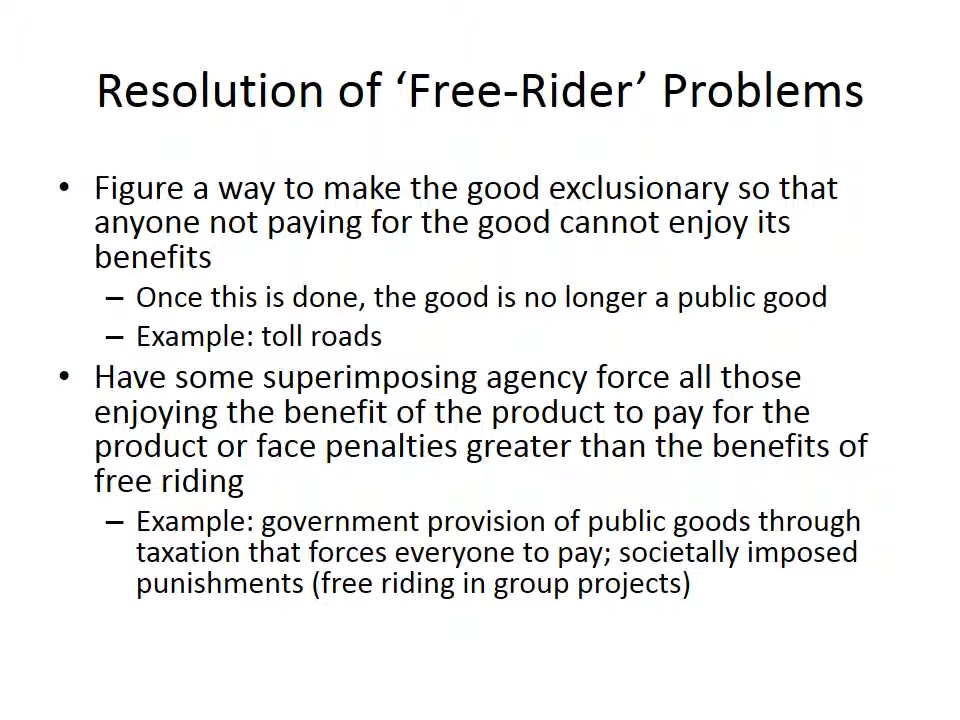 Resolution of ‘Free-Rider’ Problems
• Figure a way to make the good exclusionary so that
anyone not paying for the good cannot enjoy its
benefits
– Once this is done, the good is no longer a public good
– Example: toll roads
• Have some superimposing agency force all those
enjoying the benefit of the product to pay for the
product or face penalties greater than the benefits of
free riding
– Example: government provision of public goods through
taxation that forces everyone to pay; societally imposed
punishments (free riding in group projects)